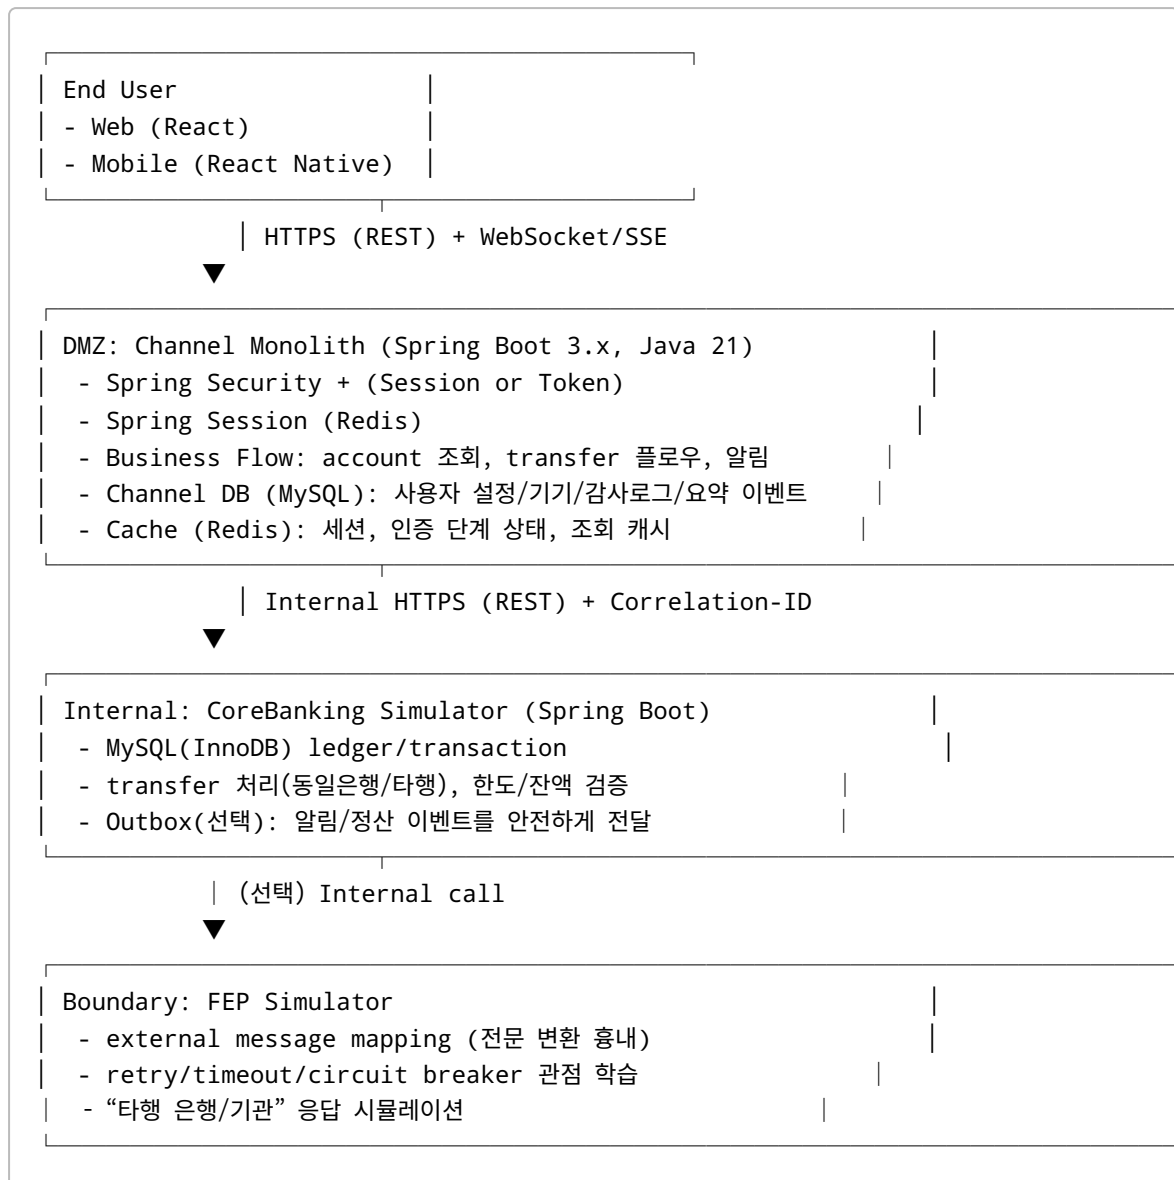 End User
- Web (React)
- Mobile (React Native)
HTTPS (REST) + WebSocket/SSE
DMZ: Channel Monolith (Spring Boot 3.x, Java 21)
- Spring Security + (Session or Token)
- Spring Session (Redis)
- Business Flow: account 조회, transfer 플로우, 알림
- Channel DB (MySQL): 사용자 설정/기기/감사로그/요약 이벤트
- Cache (Redis): 세션, 인증 단계 상태, 조회 캐시
Internal HTTPS (REST) + Correlation-ID
Internal: CoreBanking Simulator (Spring Boot)
- MySQL(InnoDB) ledger/transaction
- transfer 처리(동일은행/타행), 한도/잔액 검증
- Outbox(선택): 알림/정산 이벤트를 안전하게 전달
(선택) Internal call
Boundary: FEP Simulator
- external message mapping (전문 변환 흉내)
- retry/timeout/circuit breaker 관점 학습
- “타행 은행/기관” 응답 시뮬레이션